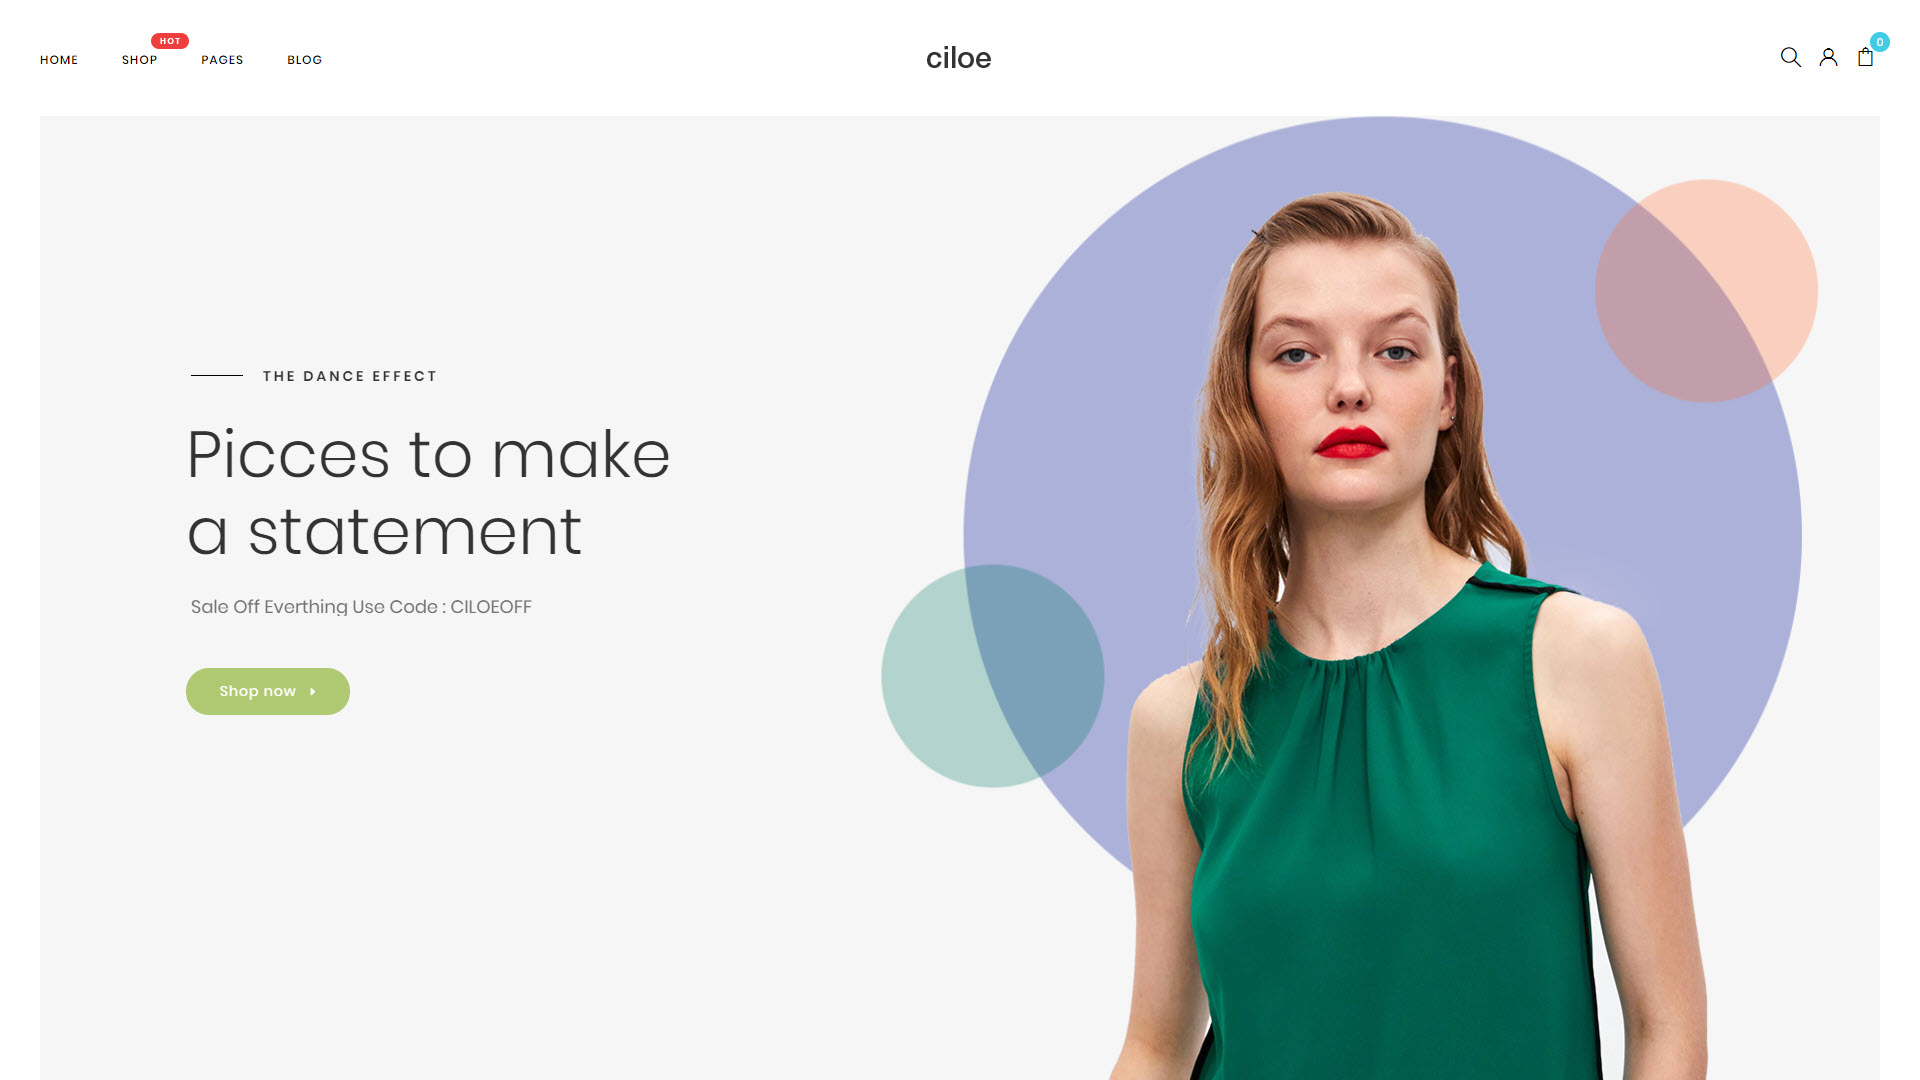 HOME
SHOP
HOT
PAGES
BLOG
ciloe
0
THE DANCE EFFECT
Picces to make
a statement
Sale Off Everthing Use Code : CILOEOFF
Shop now